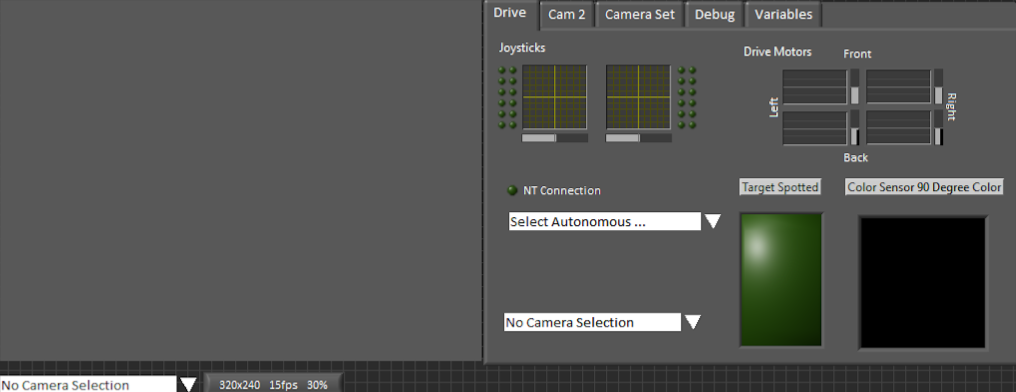 Drive Cam 2 Camera Set Debug Variables
Joysticks
Drive Motors Front
Left
Right
Back
NT Connection
Target Spotted
Color Sensor 90 Degree Color
Select Autonomous ...
No Camera Selection
No Camera Selection
320x240 15fps 30%